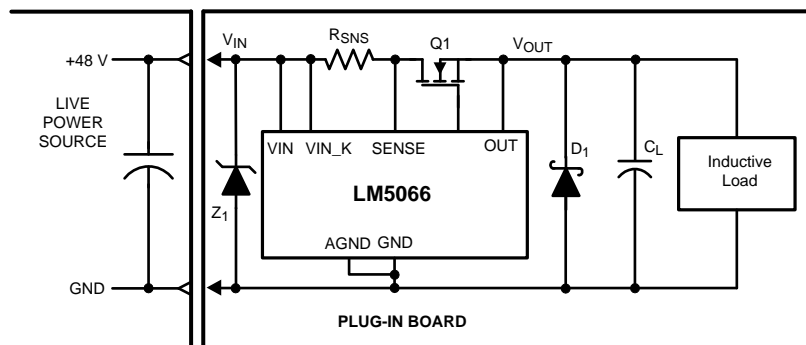 +48 V
VIN
RSNS
Q1
VOUT
LIVE
POWER
SOURCE
VIN
VIN_K
SENSE
OUT
D1
CL
Inductive
Load
LM5066
Z1
AGND
GND
GND
PLUG-IN BOARD